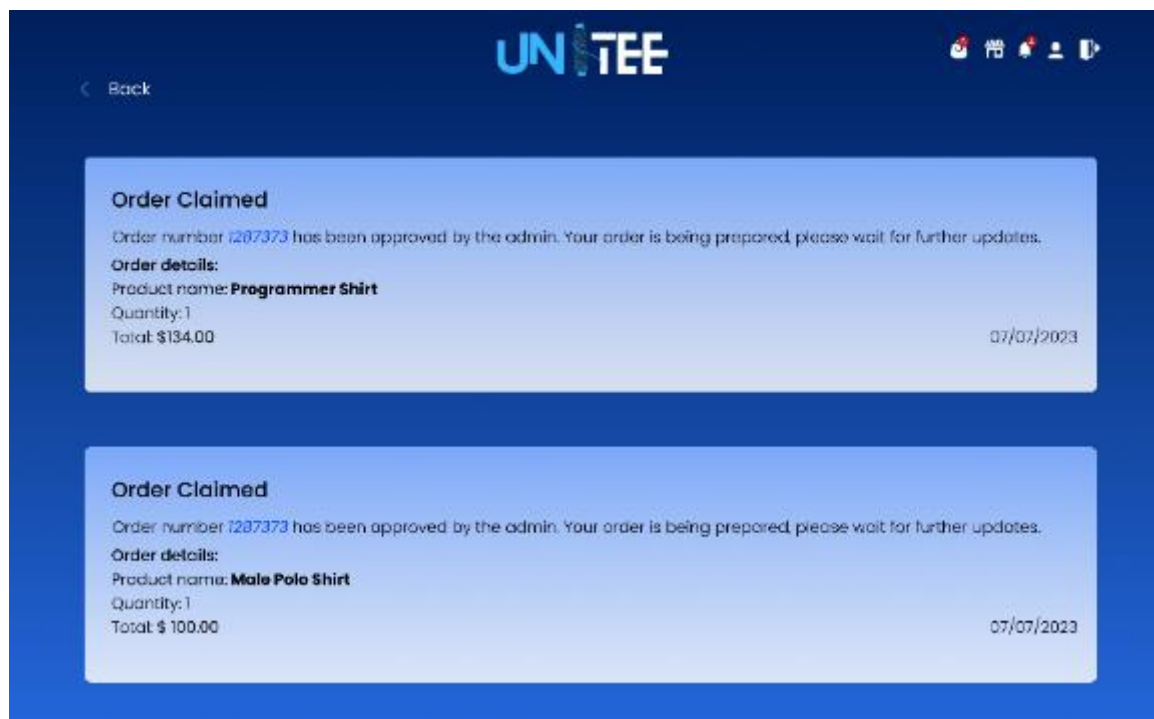 UNITEE
Back
Order Claimed
Order number 1287373 has been approved by the admin. Your order is being prepared, please wait for further updates.
Order details:
Product name: Programmer Shirt
Quantity: 1
Total: $134.00
07/07/2023
Order Claimed
Order number 1287373 has been approved by the admin. Your order is being prepared, please wait for further updates.
Order details:
Product name: Male Polo Shirt
Quantity: 1
Total: $ 100.00
07/07/2023